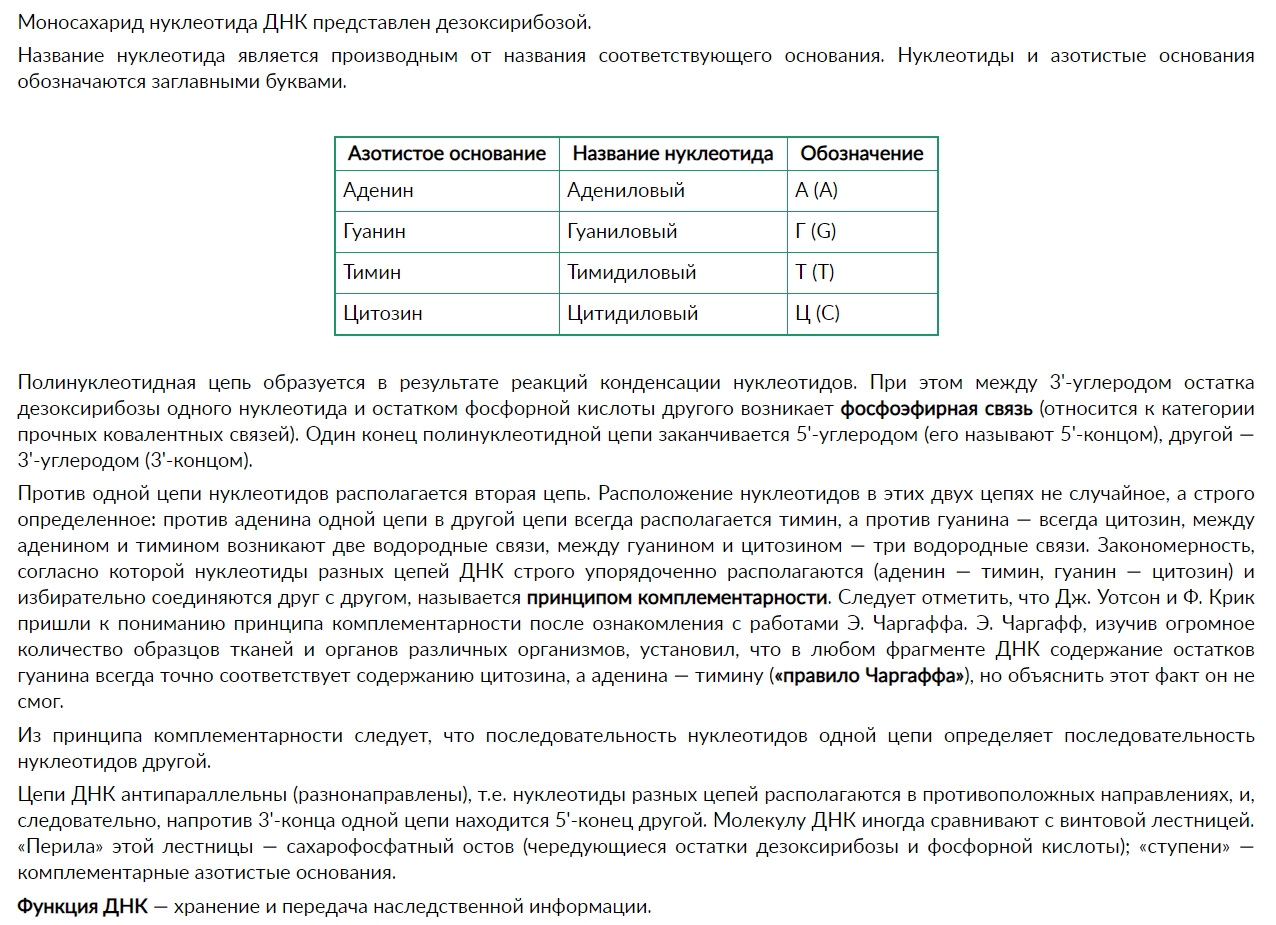 Моносахарид нуклеотида ДНК представлен дезоксирибозой.
Название нуклеотида является производным от названия соответствующего основания. Нуклеотиды и азотистые основания
обозначаются заглавными буквами.
Азотистое основание Название нуклеотида Обозначение
Аденин Адениловый А (A)
Гуанин Гуаниловый Г (G)
Тимин Тимидиловый Т (T)
Цитозин Цитидиловый Ц (C)
Полинуклеотидная цепь образуется в результате реакций конденсации нуклеотидов. При этом между 3'-углеродом остатка
дезоксирибозы одного нуклеотида и остатком фосфорной кислоты другого возникает фосфоэфирная связь (относится к категории
прочных ковалентных связей). Один конец полинуклеотидной цепи заканчивается 5'-углеродом (его называют 5'-концом), другой —
3'-углеродом (3'-концом).
Против одной цепи нуклеотидов располагается вторая цепь. Расположение нуклеотидов в этих двух цепях не случайное, а строго
определенное: против аденина одной цепи в другой цепи всегда располагается тимин, а против гуанина — всегда цитозин, между
аденином и тимином возникают две водородные связи, между гуанином и цитозином — три водородные связи. Закономерность,
согласно которой нуклеотиды разных цепей ДНК строго упорядоченно располагаются (аденин — тимин, гуанин — цитозин) и
избирательно соединяются друг с другом, называется принципом комплементарности. Следует отметить, что Дж. Уотсон и Ф. Крик
пришли к пониманию принципа комплементарности после ознакомления с работами Э. Чаргаффа. Э. Чаргафф, изучив огромное
количество образцов тканей и органов различных организмов, установил, что в любом фрагменте ДНК содержание остатков
гуанина всегда точно соответствует содержанию цитозина, а аденина — тимину («правило Чаргаффа»), но объяснить этот факт он не
смог.
Из принципа комплементарности следует, что последовательность нуклеотидов одной цепи определяет последовательность
нуклеотидов другой.
Цепи ДНК антипараллельны (разнонаправлены), т.е. нуклеотиды разных цепей располагаются в противоположных направлениях, и,
следовательно, напротив 3'-конца одной цепи находится 5'-конец другой. Молекулу ДНК иногда сравнивают с винтовой лестницей.
«Перила» этой лестницы — сахарофосфатный остов (чередующиеся остатки дезоксирибозы и фосфорной кислоты); «ступени» —
комплементарные азотистые основания.
Функция ДНК — хранение и передача наследственной информации.